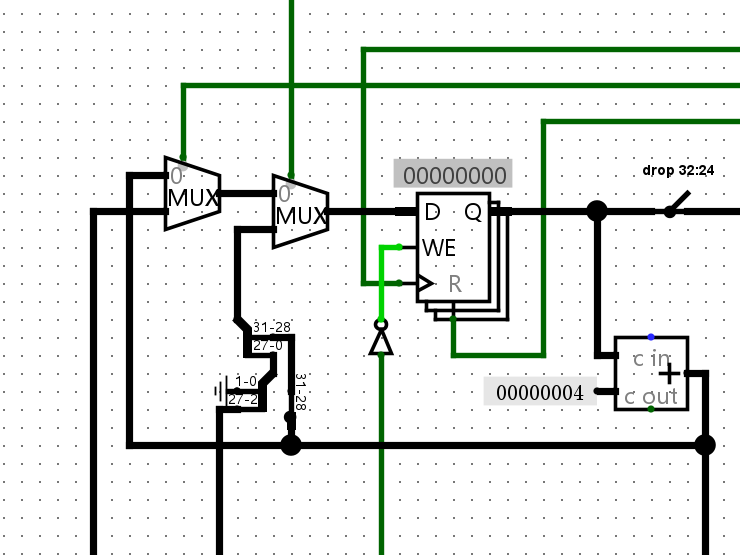 00000000
drop 32:24
0
MUX
0
MUX
D Q
WE
R
31-28
27-0
1-0
27-2
31-28
c in
+
c out
00000004